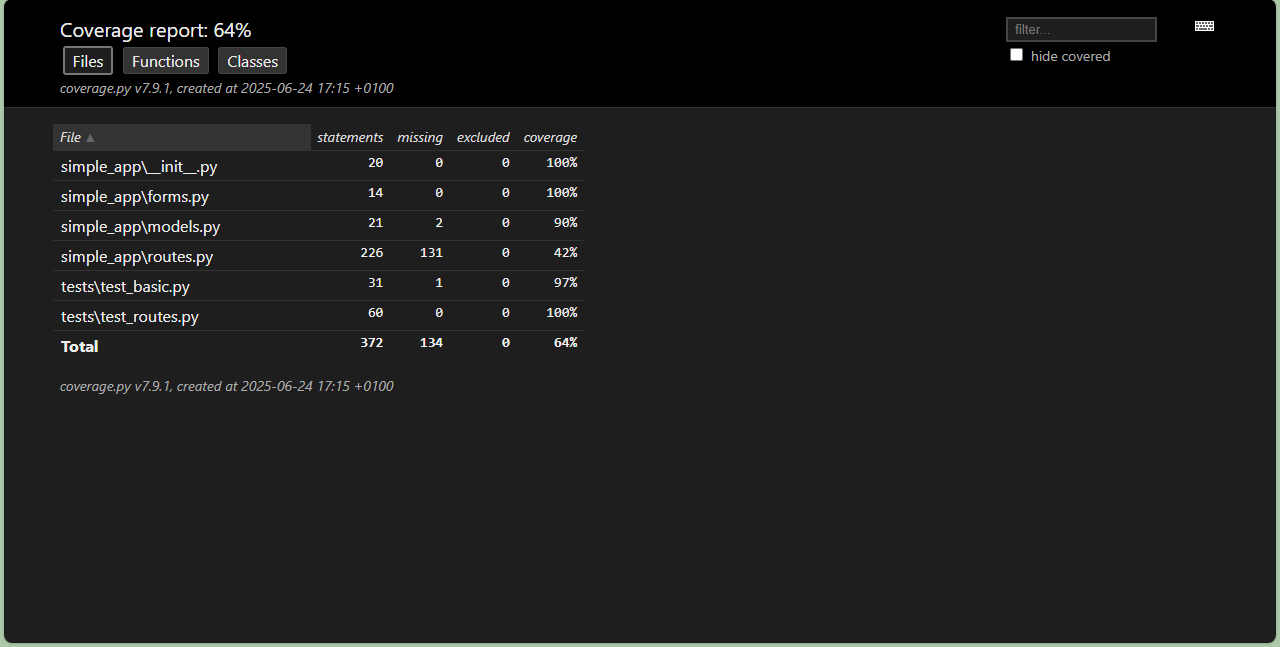 Coverage report: 64%
filter...
hide covered
Files Functions Classes
coverage.py v7.9.1, created at 2025-06-24 17:15 +0100
File ▲ statements missing excluded coverage
simple_app\__init__.py 20 0 0 100%
simple_app\forms.py 14 0 0 100%
simple_app\models.py 21 2 0 90%
simple_app\routes.py 226 131 0 42%
tests\test_basic.py 31 1 0 97%
tests\test_routes.py 60 0 0 100%
Total 372 134 0 64%
coverage.py v7.9.1, created at 2025-06-24 17:15 +0100